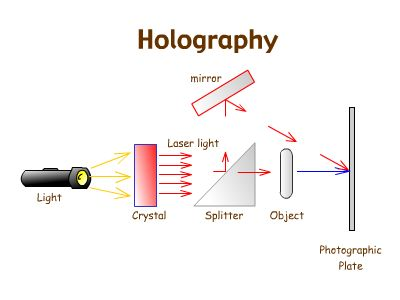 Holography
mirror
Laser light
Light
Crystal
Splitter
Object
Photographic
Plate